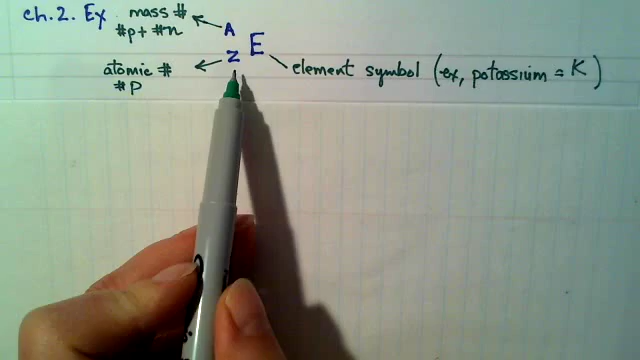 ch. 2. Ex mass #
#p + #n
A
Z E
atomic #
#p
element symbol (ex, potassium = K)